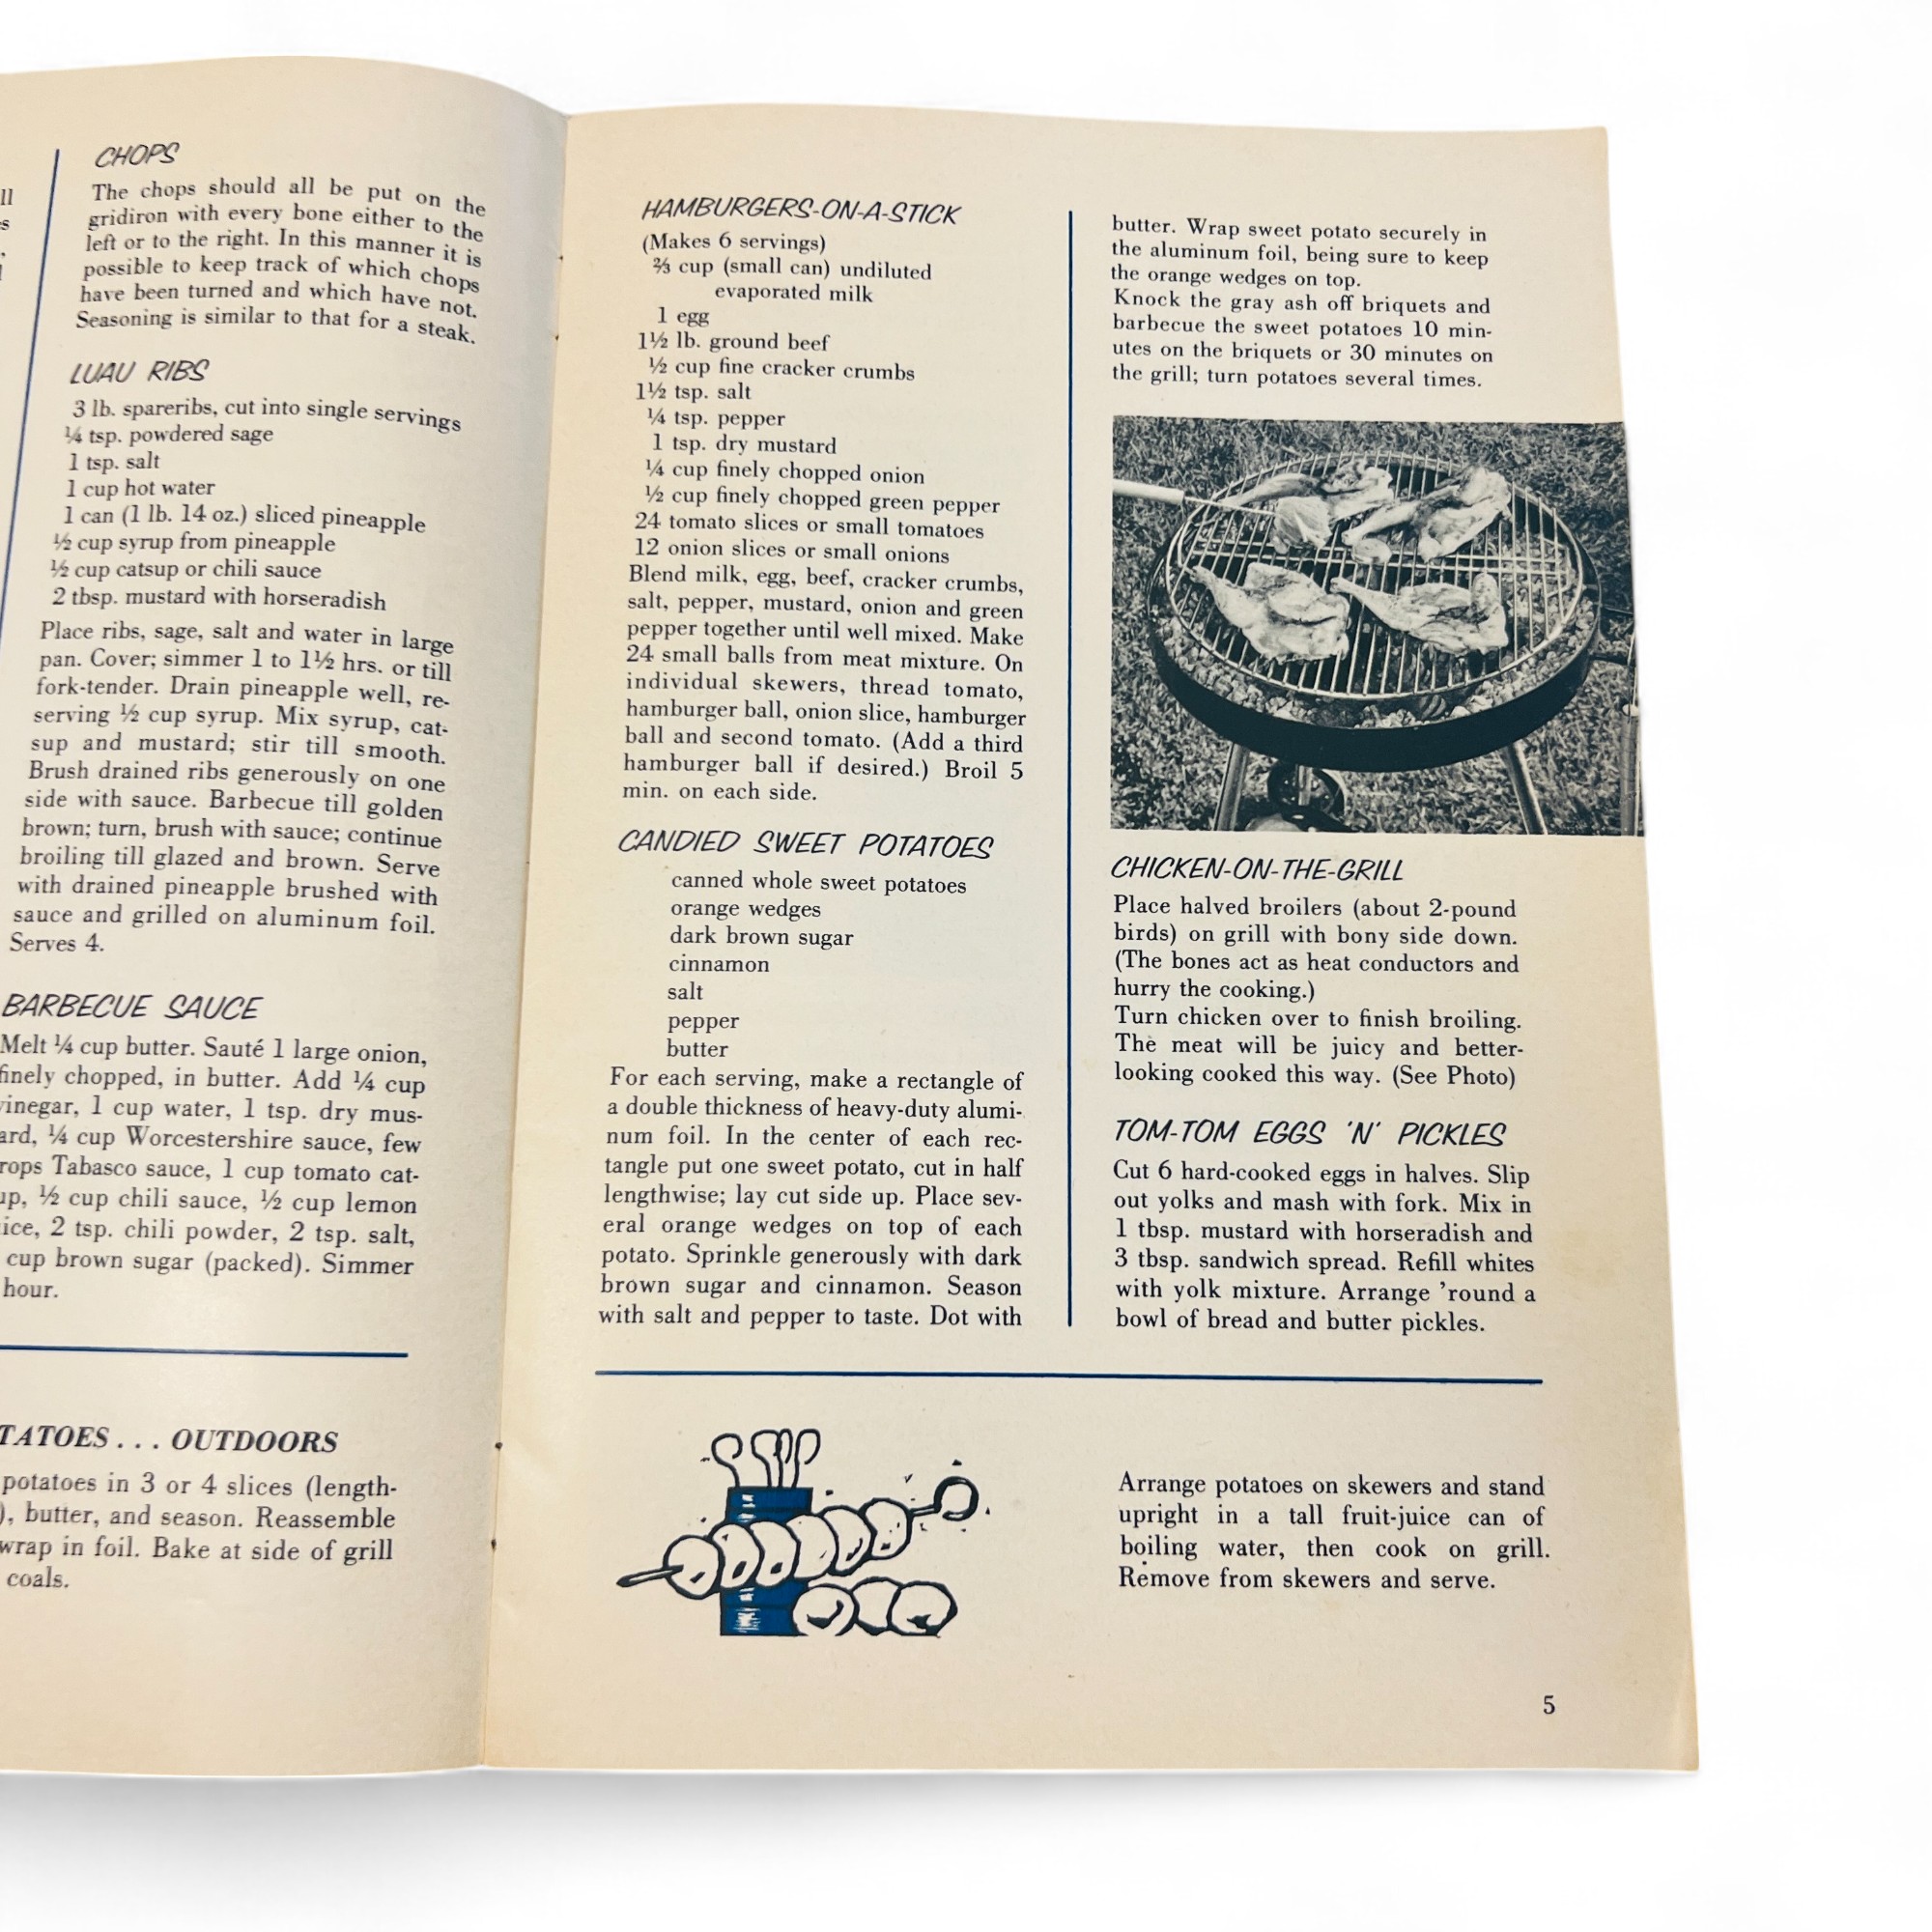 CHOPS
The chops should all be put on the
gridiron with every bone either to the
left or to the right. In this manner it is
possible to keep track of which chops
have been turned and which have not.
Seasoning is similar to that for a steak.
LUAU RIBS
3 lb. spareribs, cut into single servings
¼ tsp. powdered sage
1 tsp. salt
1 cup hot water
1 can (1 lb. 14 oz.) sliced pineapple
½ cup syrup from pineapple
½ cup catsup or chili sauce
2 tbsp. mustard with horseradish
Place ribs, sage, salt and water in large
pan. Cover; simmer 1 to 1½ hrs. or till
fork-tender. Drain pineapple well, re-
serving ½ cup syrup. Mix syrup, cat-
sup and mustard; stir till smooth.
Brush drained ribs generously on one
side with sauce. Barbecue till golden
brown; turn, brush with sauce; continue
broiling till glazed and brown. Serve
with drained pineapple brushed with
sauce and grilled on aluminum foil.
Serves 4.
BARBECUE SAUCE
Melt ¼ cup butter. Sauté 1 large onion,
finely chopped, in butter. Add ¼ cup
vinegar, 1 cup water, 1 tsp. dry mus-
ard, ¼ cup Worcestershire sauce, few
rops Tabasco sauce, 1 cup tomato cat-
up, ½ cup chili sauce, ½ cup lemon
ice, 2 tsp. chili powder, 2 tsp. salt,
cup brown sugar (packed). Simmer
hour.
TATOES . . . OUTDOORS
potatoes in 3 or 4 slices (length-
), butter, and season. Reassemble
wrap in foil. Bake at side of grill
coals.
HAMBURGERS-ON-A-STICK
(Makes 6 servings)
⅔ cup (small can) undiluted
evaporated milk
1 egg
1½ lb. ground beef
½ cup fine cracker crumbs
1½ tsp. salt
¼ tsp. pepper
1 tsp. dry mustard
¼ cup finely chopped onion
½ cup finely chopped green pepper
24 tomato slices or small tomatoes
12 onion slices or small onions
Blend milk, egg, beef, cracker crumbs,
salt, pepper, mustard, onion and green
pepper together until well mixed. Make
24 small balls from meat mixture. On
individual skewers, thread tomato,
hamburger ball, onion slice, hamburger
ball and second tomato. (Add a third
hamburger ball if desired.) Broil 5
min. on each side.
CANDIED SWEET POTATOES
canned whole sweet potatoes
orange wedges
dark brown sugar
cinnamon
salt
pepper
butter
For each serving, make a rectangle of
a double thickness of heavy-duty alumi-
num foil. In the center of each rec-
tangle put one sweet potato, cut in half
lengthwise; lay cut side up. Place sev-
eral orange wedges on top of each
potato. Sprinkle generously with dark
brown sugar and cinnamon. Season
with salt and pepper to taste. Dot with
butter. Wrap sweet potato securely in
the aluminum foil, being sure to keep
the orange wedges on top.
Knock the gray ash off briquets and
barbecue the sweet potatoes 10 min-
utes on the briquets or 30 minutes on
the grill; turn potatoes several times.
CHICKEN-ON-THE-GRILL
Place halved broilers (about 2-pound
birds) on grill with bony side down.
(The bones act as heat conductors and
hurry the cooking.)
Turn chicken over to finish broiling.
The meat will be juicy and better-
looking cooked this way. (See Photo)
TOM-TOM EGGS 'N' PICKLES
Cut 6 hard-cooked eggs in halves. Slip
out yolks and mash with fork. Mix in
1 tbsp. mustard with horseradish and
3 tbsp. sandwich spread. Refill whites
with yolk mixture. Arrange 'round a
bowl of bread and butter pickles.
Arrange potatoes on skewers and stand
upright in a tall fruit-juice can of
boiling water, then cook on grill.
Remove from skewers and serve.
5